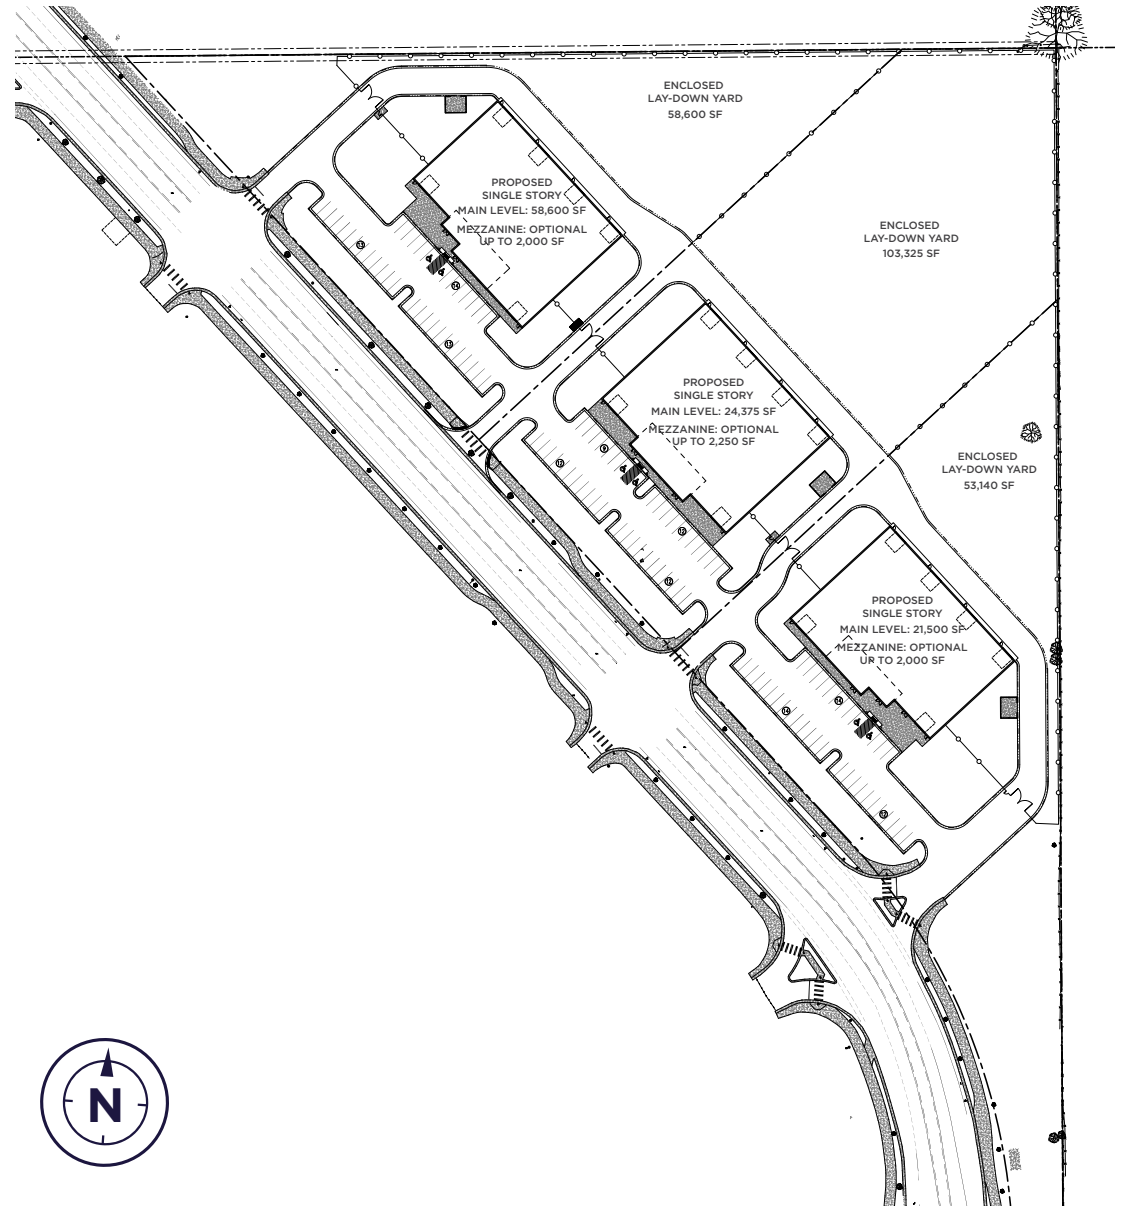 ENCLOSED
LAY-DOWN YARD
58,600 SF
ENCLOSED
LAY-DOWN YARD
103,325 SF
ENCLOSED
LAY-DOWN YARD
53,140 SF
PROPOSED
SINGLE STORY
MAIN LEVEL: 58,600 SF
MEZZANINE: OPTIONAL
UP TO 2,000 SF
PROPOSED
SINGLE STORY
MAIN LEVEL: 24,375 SF
MEZZANINE: OPTIONAL
UP TO 2,250 SF
PROPOSED
SINGLE STORY
MAIN LEVEL: 21,500 SF
MEZZANINE: OPTIONAL
UP TO 2,000 SF
N